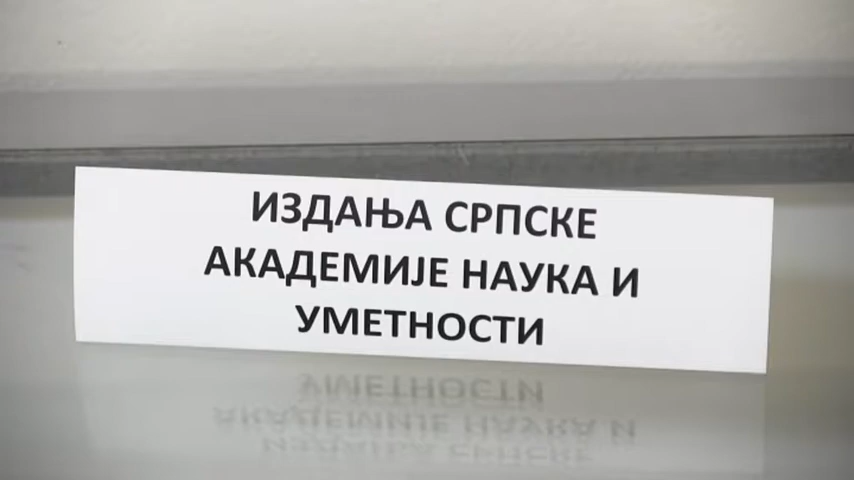 ИЗДАЊА СРПСКЕ
АКАДЕМИЈЕ НАУКА И
УМЕТНОСТИ